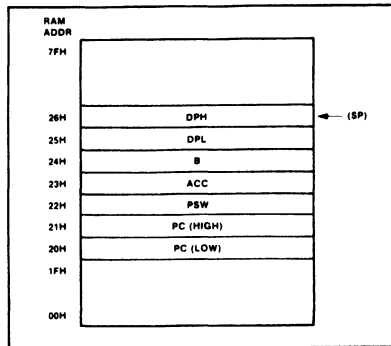 RAM
ADDR
7FH
26H DPH (SP)
25H DPL
24H B
23H ACC
22H PSW
21H PC (HIGH)
20H PC (LOW)
1FH
00H